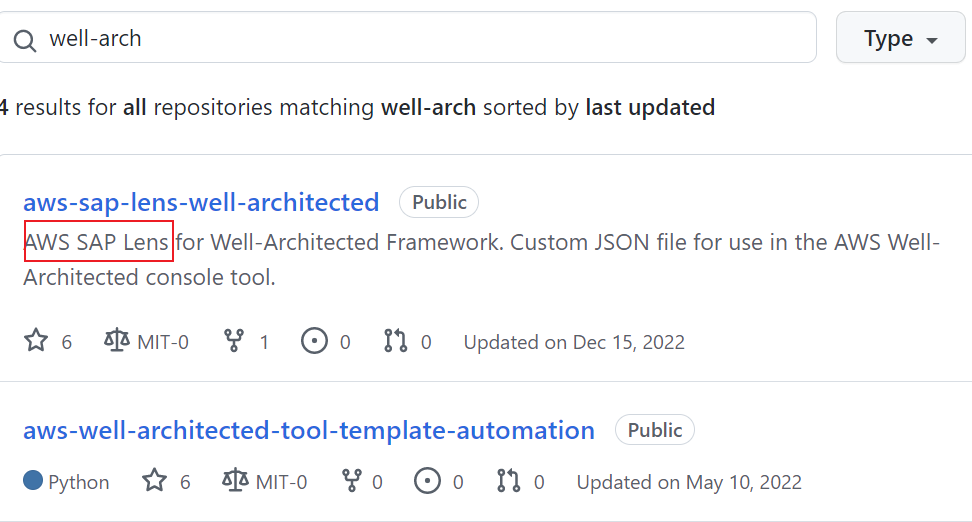 well-arch
Type
4 results for all repositories matching well-arch sorted by last updated
aws-sap-lens-well-architected Public
AWS SAP Lens for Well-Architected Framework. Custom JSON file for use in the AWS Well-
Architected console tool.
6 MIT-0 1 0 0 Updated on Dec 15, 2022
aws-well-architected-tool-template-automation Public
Python 6 MIT-0 0 0 0 Updated on May 10, 2022